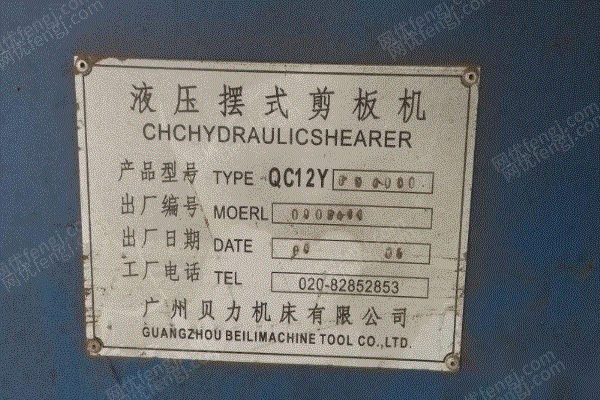 液压摆式剪板机
CHCHYDRAULICSHEARER
产品型号 TYPE QC12Y
出厂编号 MOERL
出厂日期 DATE
工厂电话 TEL 020-82852853
广州贝力机床有限公司
GUANGZHOU BEILIMACHINE TOOL CO.,LTD.